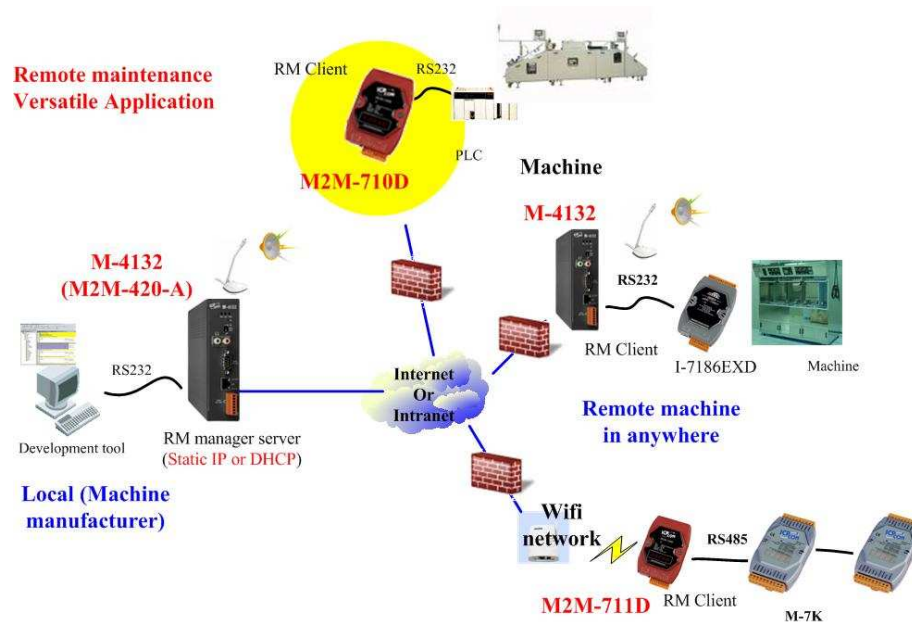 Remote maintenance
Versatile Application
RM Client
RS232
PLC
M2M-710D
Machine
M-4132
RS232
RM Client
I-7186EXD
Machine
Remote machine
in anywhere
M-4132
(M2M-420-A)
RS232
Development tool
RM manager server
(Static IP or DHCP)
Local (Machine
manufacturer)
Internet
Or
Intranet
Wifi
network
M2M-711D
RM Client
RS485
M-7K